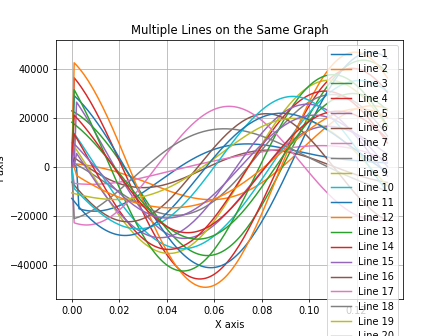 Multiple Lines on the Same Graph
40000
20000
0
−20000
−40000
0.00
0.02
0.04
0.06
0.08
0.10
X axis
Line 1
Line 2
Line 3
Line 4
Line 5
Line 6
Line 7
Line 8
Line 9
Line 10
Line 11
Line 12
Line 13
Line 14
Line 15
Line 16
Line 17
Line 18
Line 19
Line 20